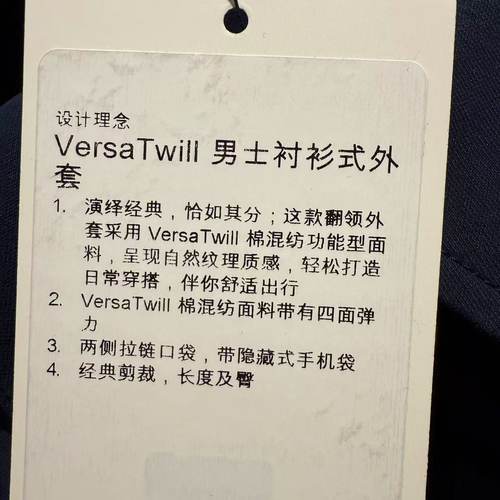 设计理念
VersaTwill 男士衬衫式外
套
1. 演绎经典，恰如其分；这款翻领外
套采用 VersaTwill 棉混纺功能型面
料，呈现自然纹理质感，轻松打造
日常穿搭，伴你舒适出行
2. VersaTwill 棉混纺面料带有四面弹
力
3. 两侧拉链口袋，带隐藏式手机袋
4. 经典剪裁，长度及臀